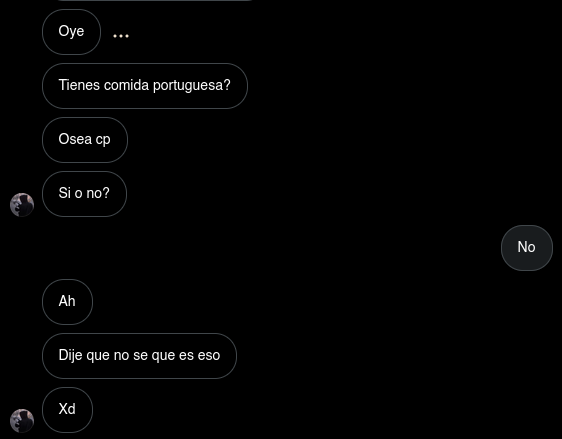 Oye
Tienes comida portuguesa?
Osea cp
Si o no?
No
Ah
Dije que no se que es eso
Xd